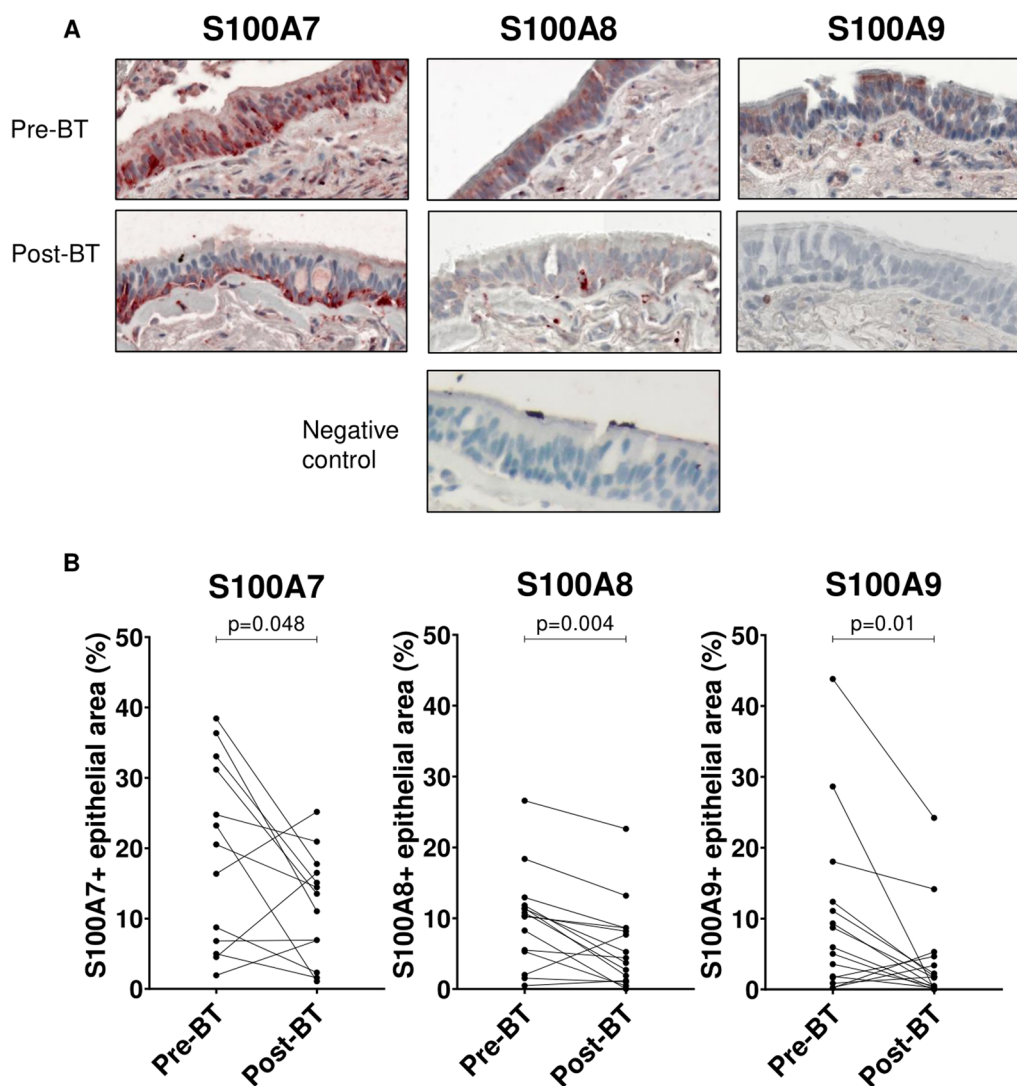 A
S100A7 S100A8 S100A9
Pre-BT
Post-BT
Negative
control
B
S100A7 S100A8 S100A9
p=0.048 p=0.004 p=0.01
S100A7+ epithelial area (%)
50
40
30
20
10
0
Pre-BT Post-BT
S100A8+ epithelial area (%)
50
40
30
20
10
0
Pre-BT Post-BT
S100A9+ epithelial area (%)
50
40
30
20
10
0
Pre-BT Post-BT